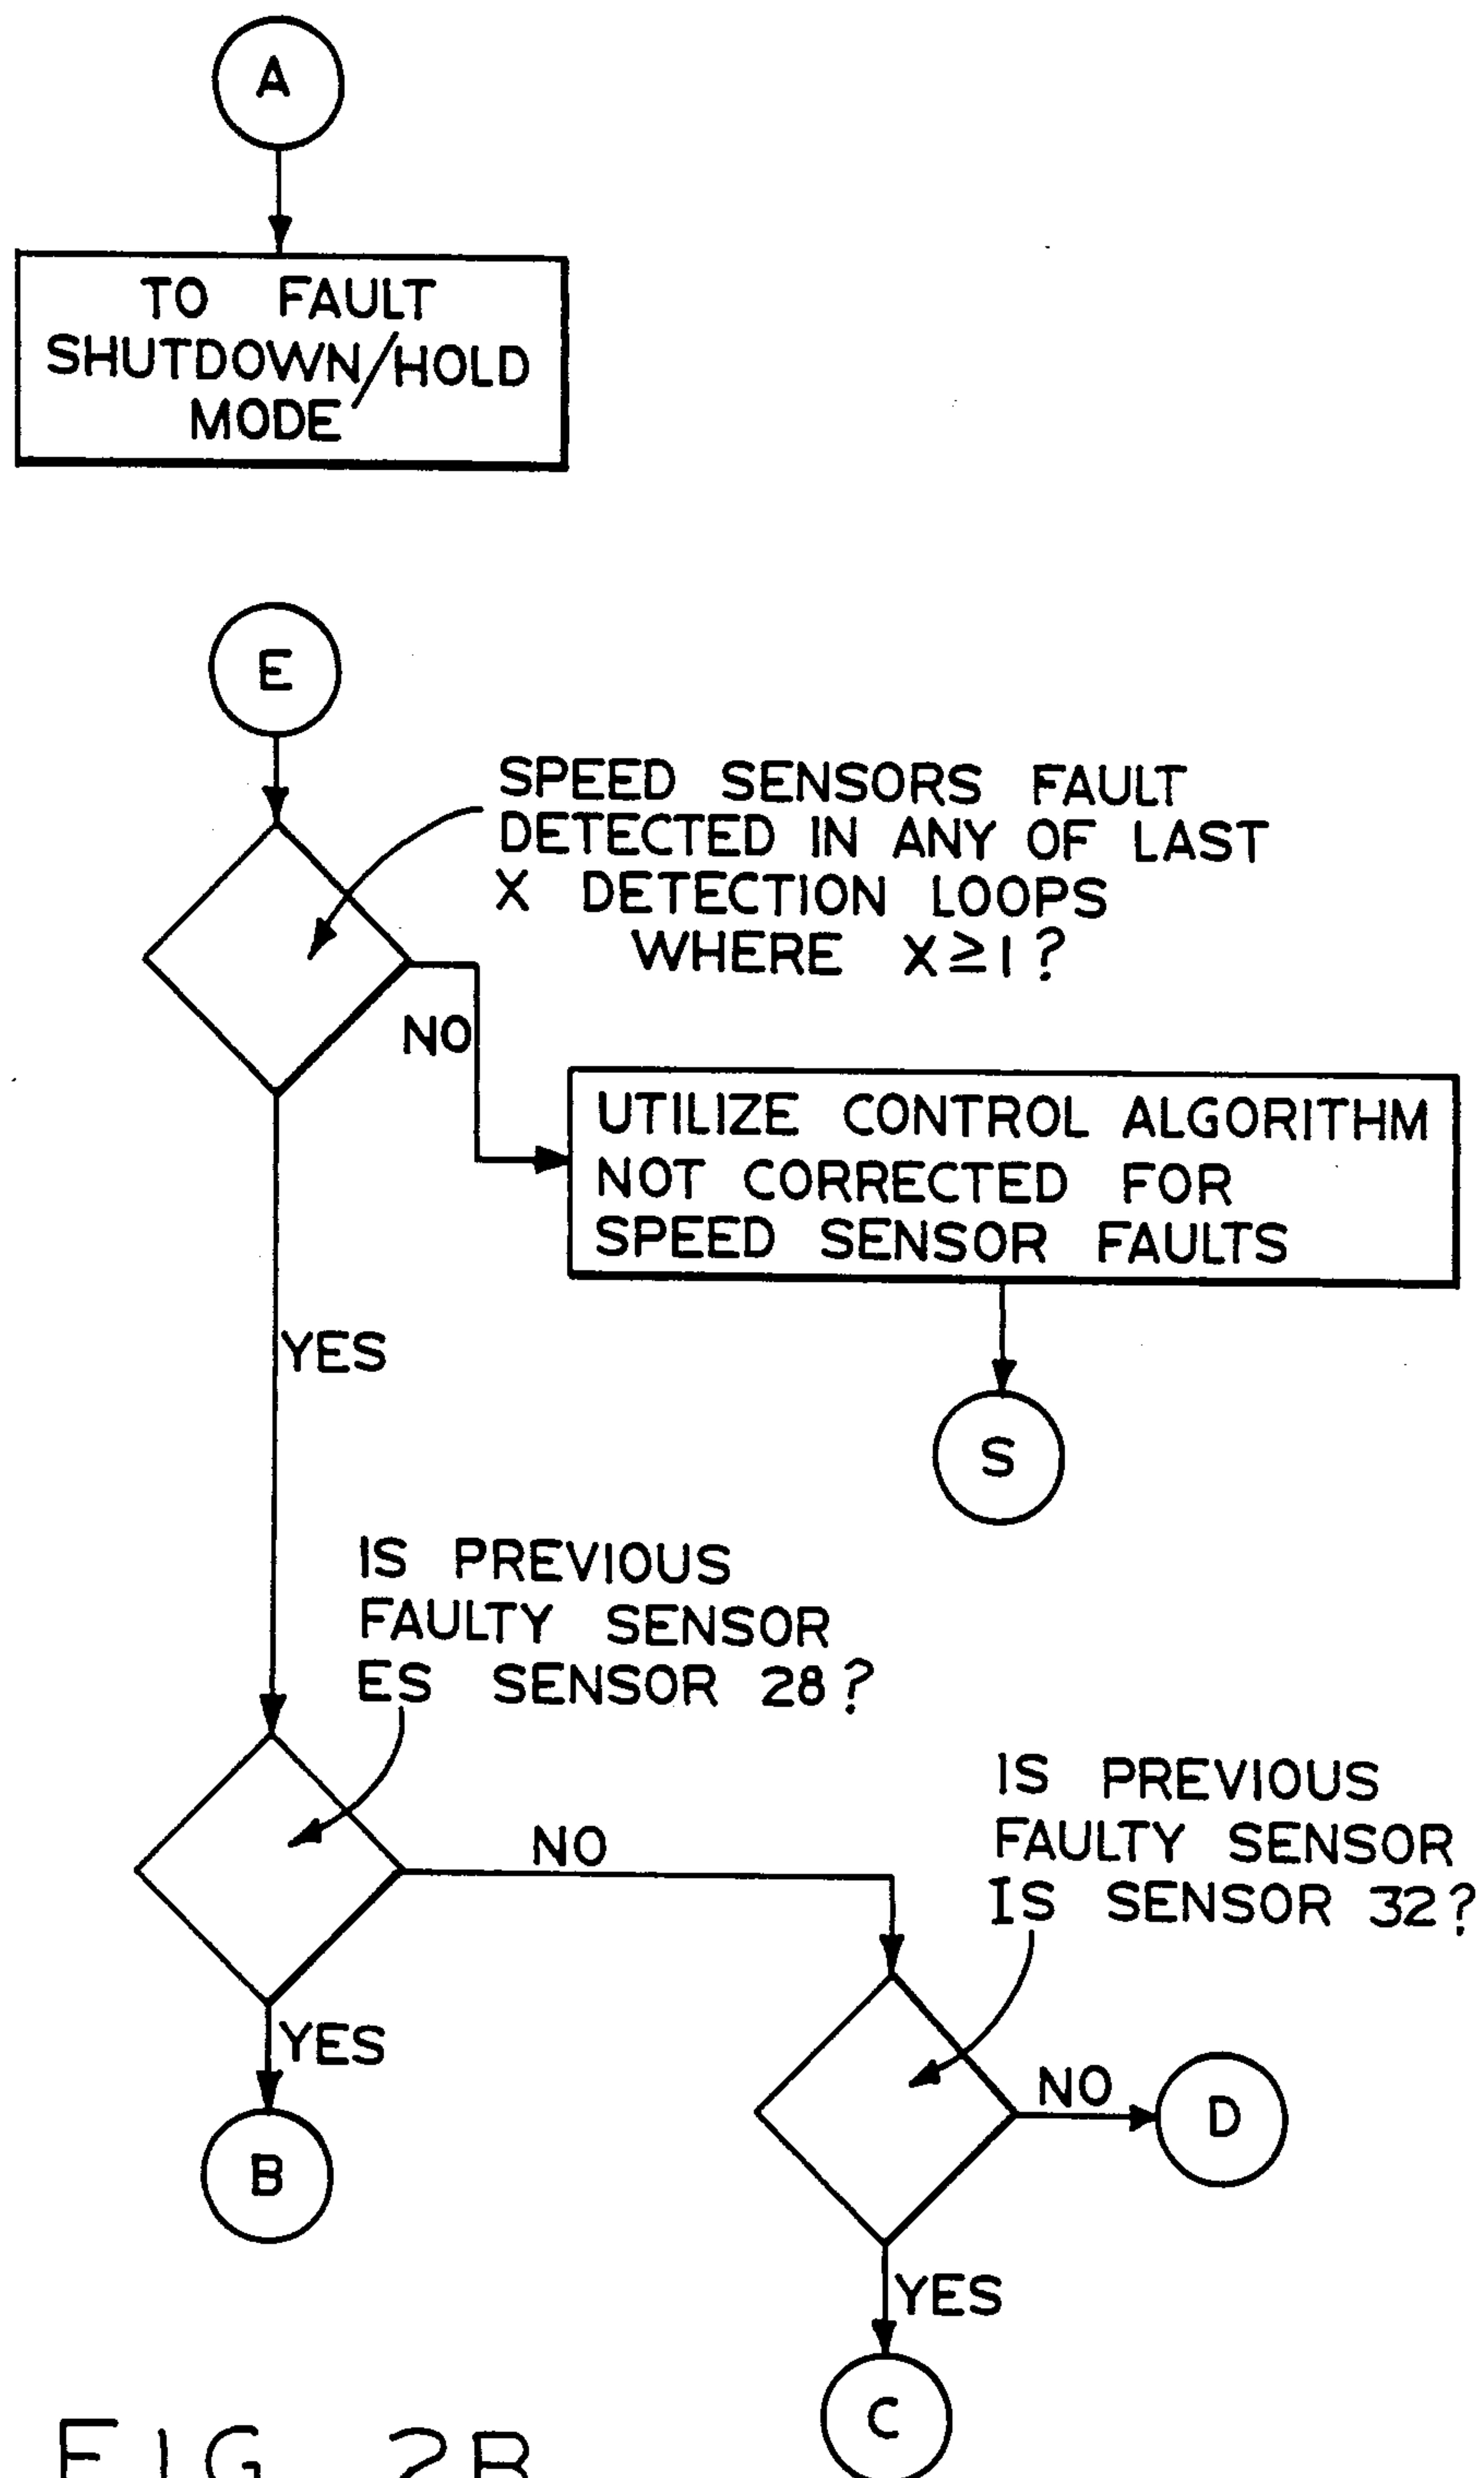 A
TO FAULT
SHUTDOWN/HOLD
MODE
E
SPEED SENSORS FAULT
DETECTED IN ANY OF LAST
X DETECTION LOOPS
WHERE X≥1?
NO
UTILIZE CONTROL ALGORITHM
NOT CORRECTED FOR
SPEED SENSOR FAULTS
YES
S
IS PREVIOUS
FAULTY SENSOR
ES SENSOR 28?
NO
IS PREVIOUS
FAULTY SENSOR
IS SENSOR 32?
YES
NO
D
B
YES
C
FIG. 2B